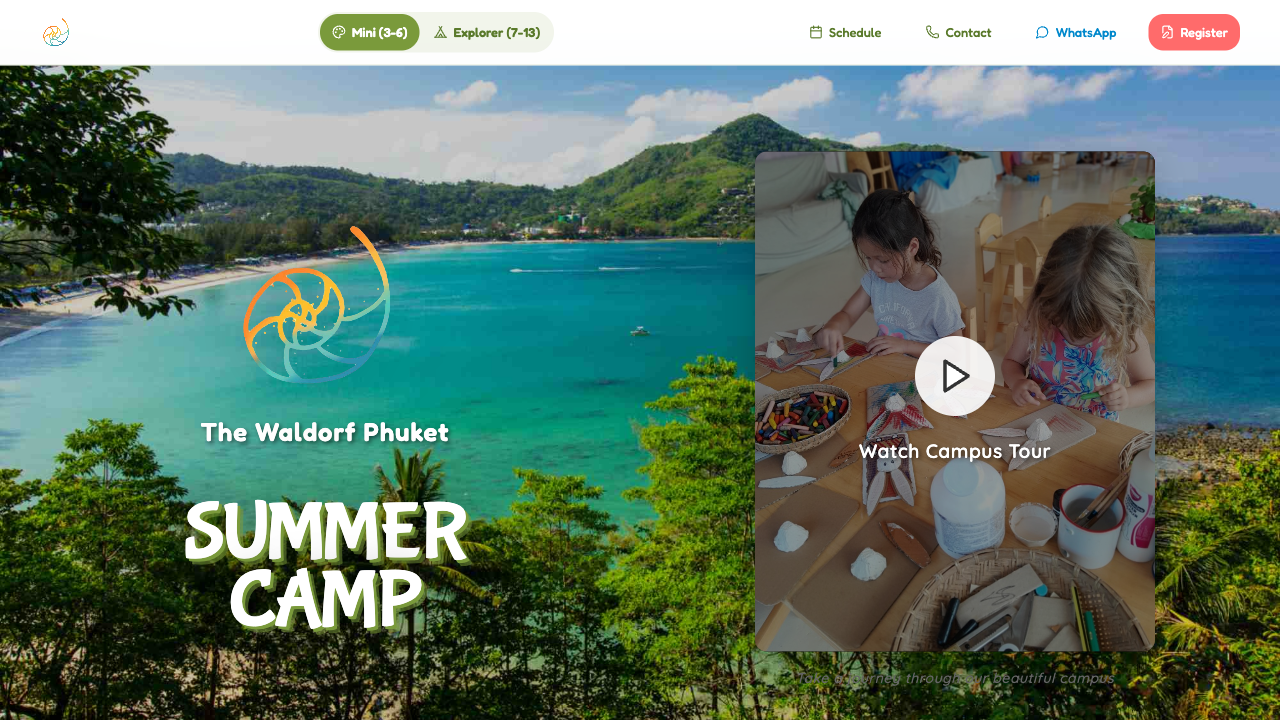 Mini (3-6)
Explorer (7-13)
Schedule
Contact
WhatsApp
Register
The Waldorf Phuket
SUMMER
CAMP
Watch Campus Tour
Take a journey through our beautiful campus